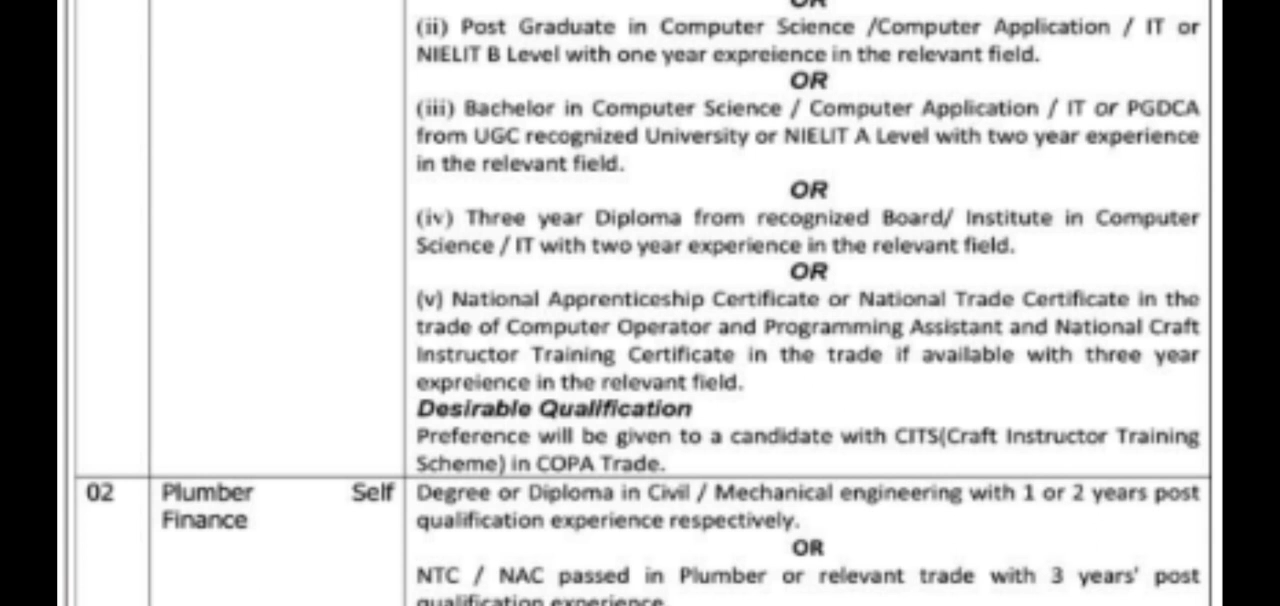 OR
(ii) Post Graduate in Computer Science /Computer Application / IT or
NIELIT B Level with one year expreience in the relevant field.
OR
(iii) Bachelor in Computer Science / Computer Application / IT or PGDCA
from UGC recognized University or NIELIT A Level with two year experience
in the relevant field.
OR
(iv) Three year Diploma from recognized Board/ Institute in Computer
Science / IT with two year experience in the relevant field.
OR
(v) National Apprenticeship Certificate or National Trade Certificate in the
trade of Computer Operator and Programming Assistant and National Craft
Instructor Training Certificate in the trade if available with three year
expreience in the relevant field.
Desirable Qualification
Preference will be given to a candidate with CITS(Craft Instructor Training
Scheme) in COPA Trade.
02 Plumber Self Degree or Diploma in Civil / Mechanical engineering with 1 or 2 years post
Finance qualification experience respectively.
OR
NTC / NAC passed in Plumber or relevant trade with 3 years' post
qualification experience